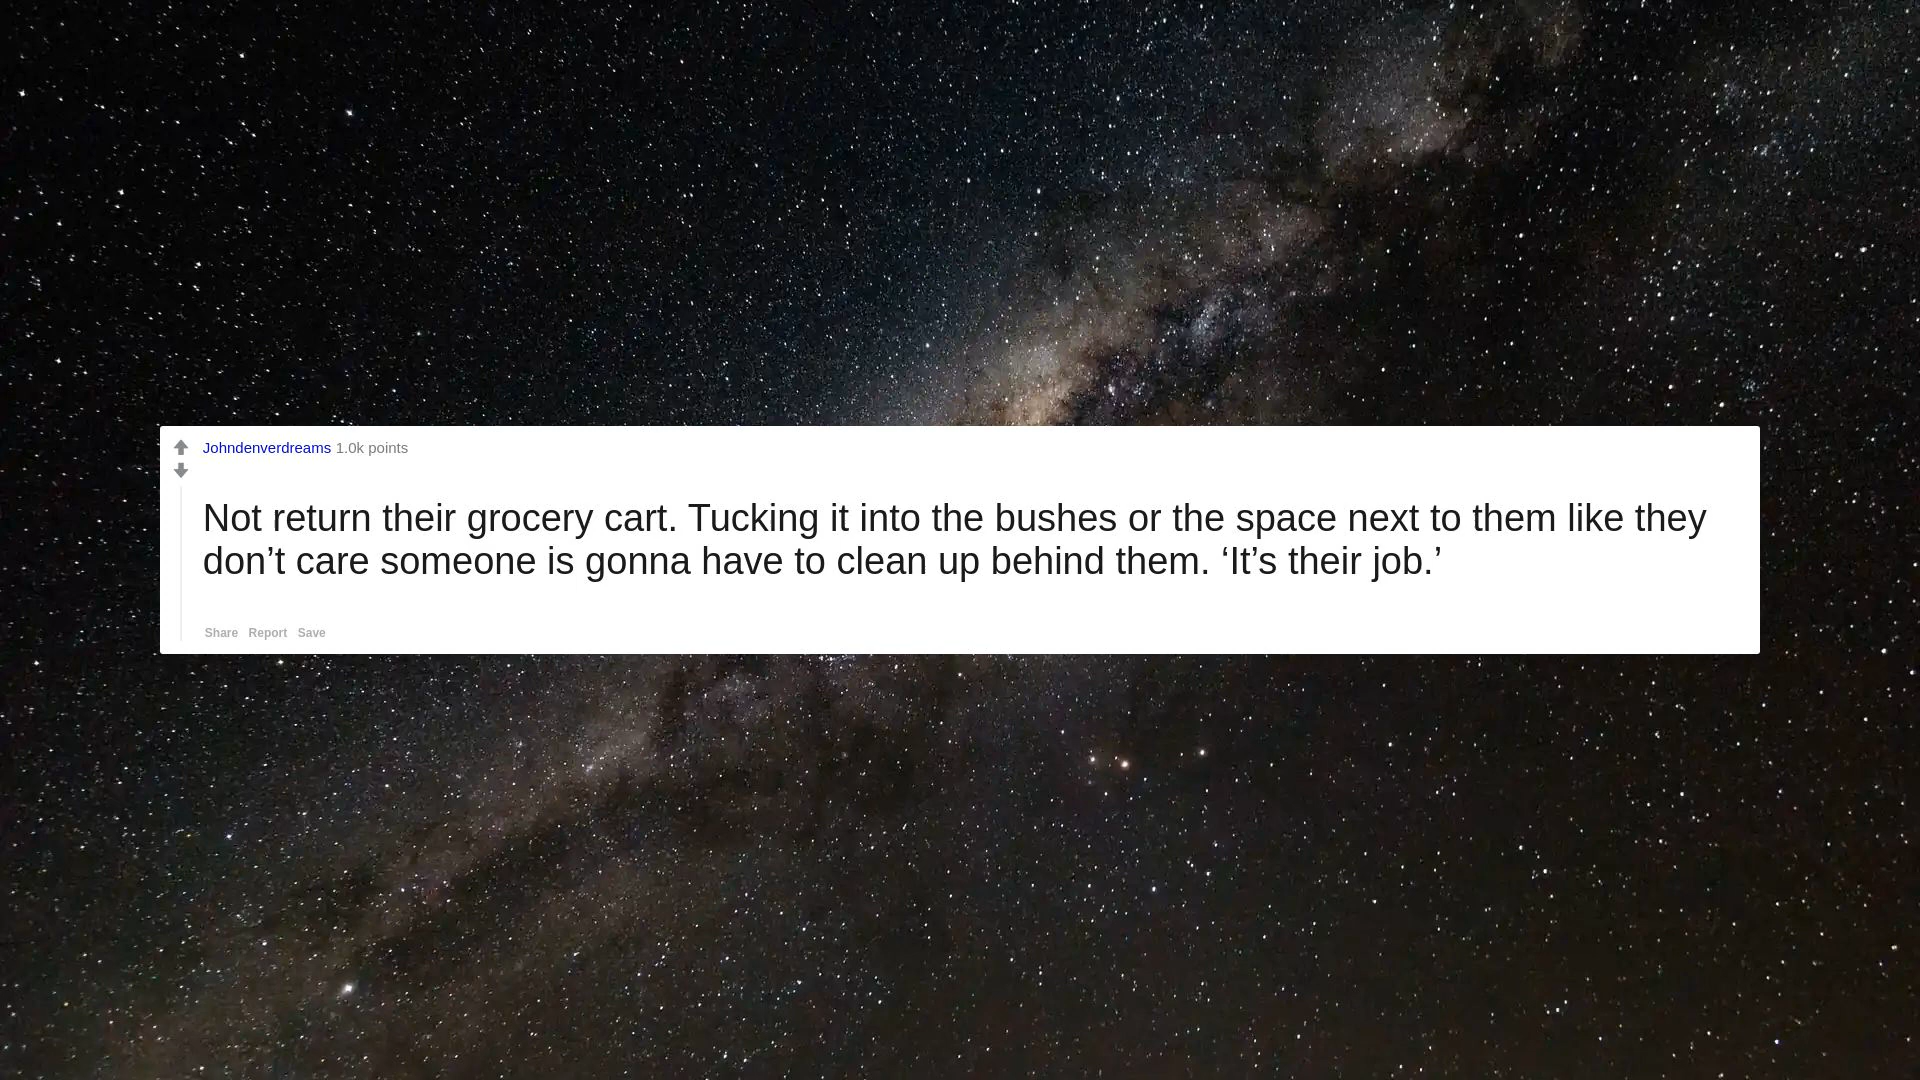 Johndenverdreams 1.0k points
Not return their grocery cart. Tucking it into the bushes or the space next to them like they
don’t care someone is gonna have to clean up behind them. ‘It’s their job.’
Share Report Save